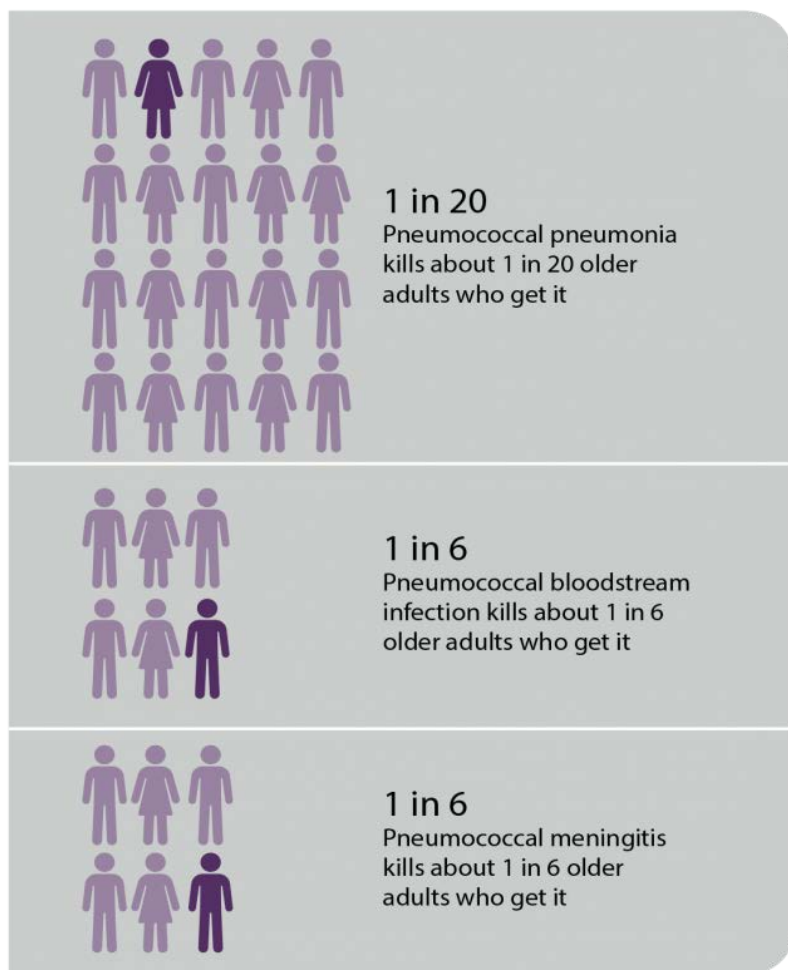 1 in 20
Pneumococcal pneumonia
kills about 1 in 20 older
adults who get it
1 in 6
Pneumococcal bloodstream
infection kills about 1 in 6
older adults who get it
1 in 6
Pneumococcal meningitis
kills about 1 in 6 older
adults who get it